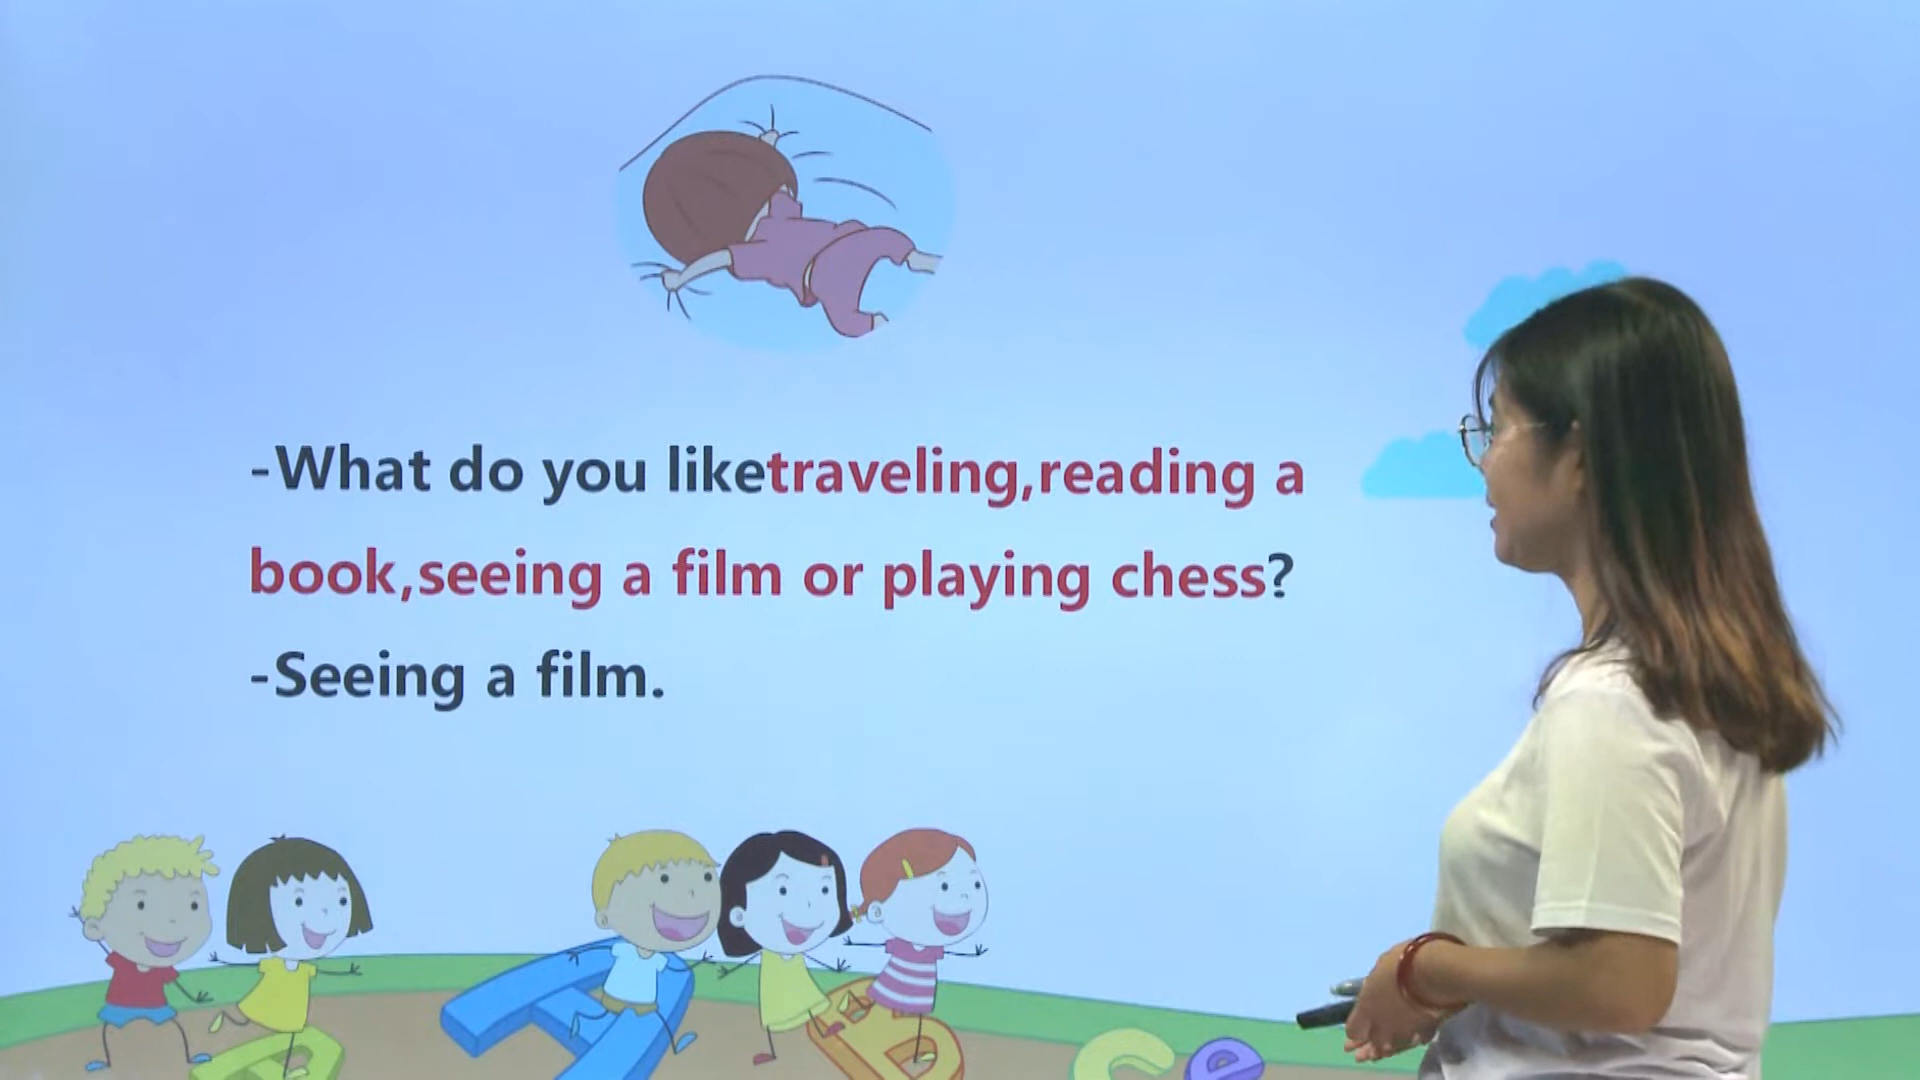 -What do you liketraveling,reading a
book,seeing a film or playing chess?
-Seeing a film.